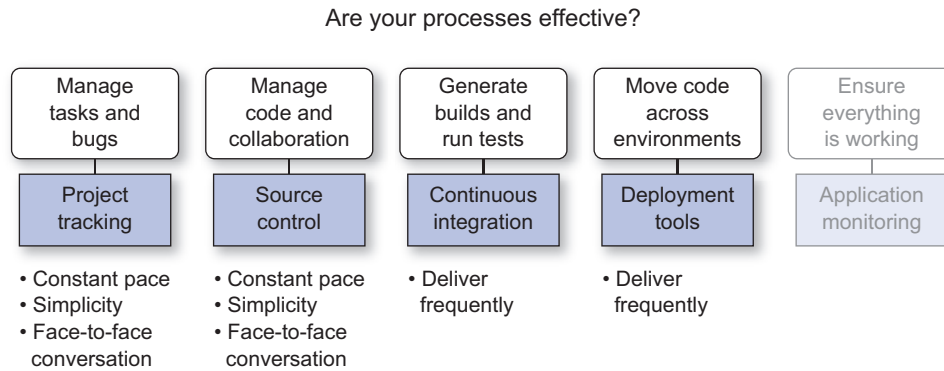 Are your processes effective?
Manage
tasks and
bugs
Manage
code and
collaboration
Generate
builds and
run tests
Move code
across
environments
Ensure
everything
is working
Project
tracking
Source
control
Continuous
integration
Deployment
tools
Application
monitoring
• Constant pace
• Simplicity
• Face-to-face
conversation
• Constant pace
• Simplicity
• Face-to-face
conversation
• Deliver
frequently
• Deliver
frequently